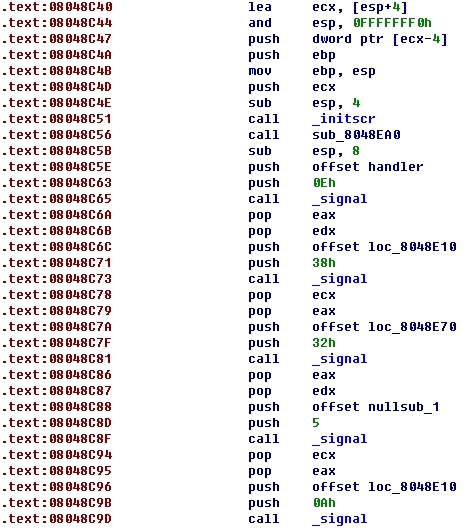 .text:08048C40 lea ecx, [esp+4]
.text:08048C44 and esp, 0FFFFFFF0h
.text:08048C47 push dword ptr [ecx-4]
.text:08048C4A push ebp
.text:08048C4B mov ebp, esp
.text:08048C4D push ecx
.text:08048C4E sub esp, 4
.text:08048C51 call _initscr
.text:08048C56 call sub_8048EA0
.text:08048C5B sub esp, 8
.text:08048C5E push offset handler
.text:08048C63 push 0Eh
.text:08048C65 call _signal
.text:08048C6A pop eax
.text:08048C6B pop edx
.text:08048C6C push offset loc_8048E10
.text:08048C71 push 38h
.text:08048C73 call _signal
.text:08048C78 pop ecx
.text:08048C79 pop eax
.text:08048C7A push offset loc_8048E70
.text:08048C7F push 32h
.text:08048C81 call _signal
.text:08048C86 pop eax
.text:08048C87 pop edx
.text:08048C88 push offset nullsub_1
.text:08048C8D push 5
.text:08048C8F call _signal
.text:08048C94 pop ecx
.text:08048C95 pop eax
.text:08048C96 push offset loc_8048E10
.text:08048C9B push 0Ah
.text:08048C9D call _signal